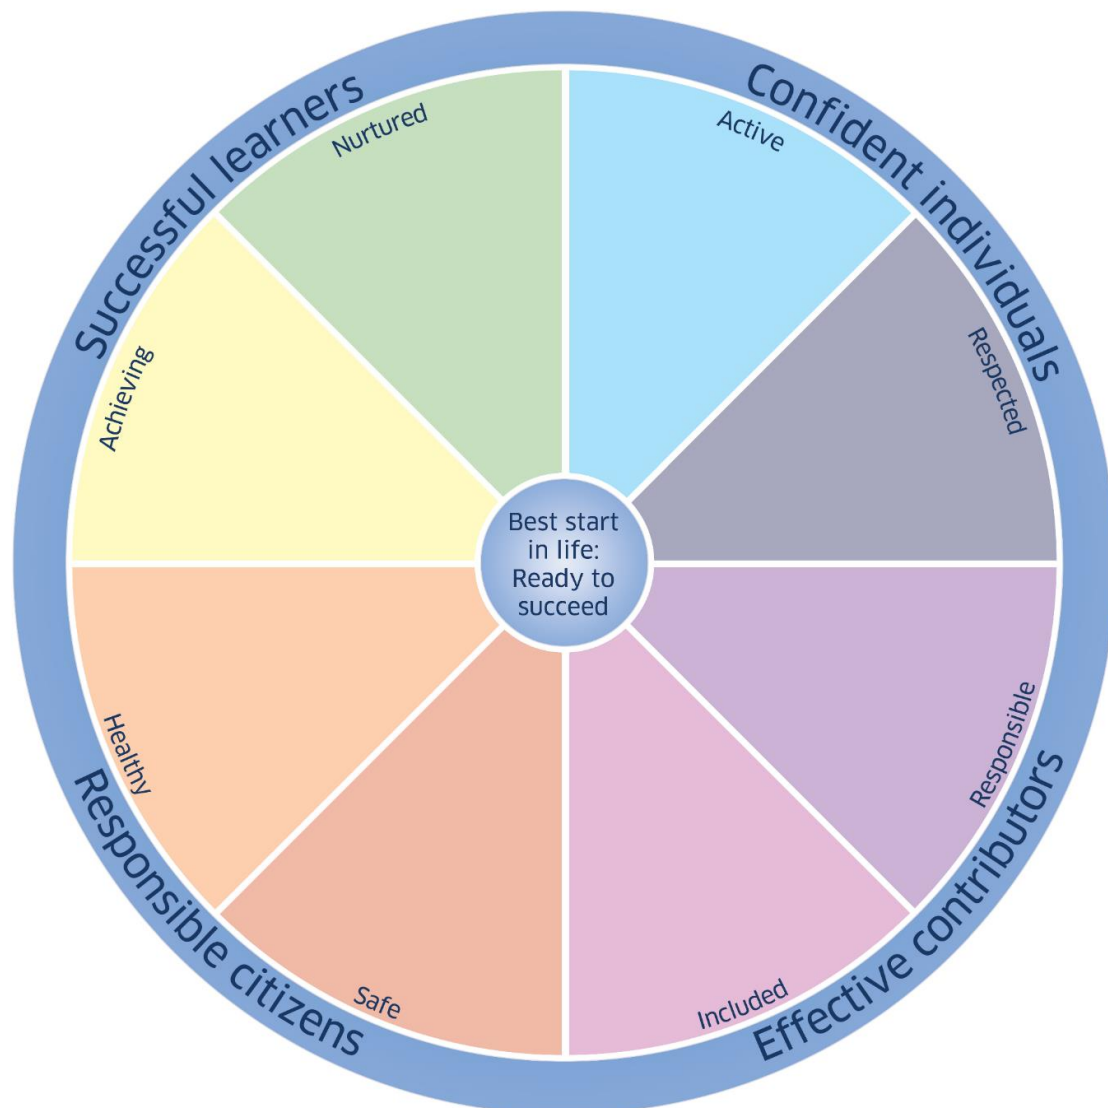 Successful learners
Confident individuals
Nurtured
Active
Achieving
Respected
Best start
in life:
Ready to
succeed
Healthy
Responsible
Safe
Included
Responsible citizens
Effective contributors